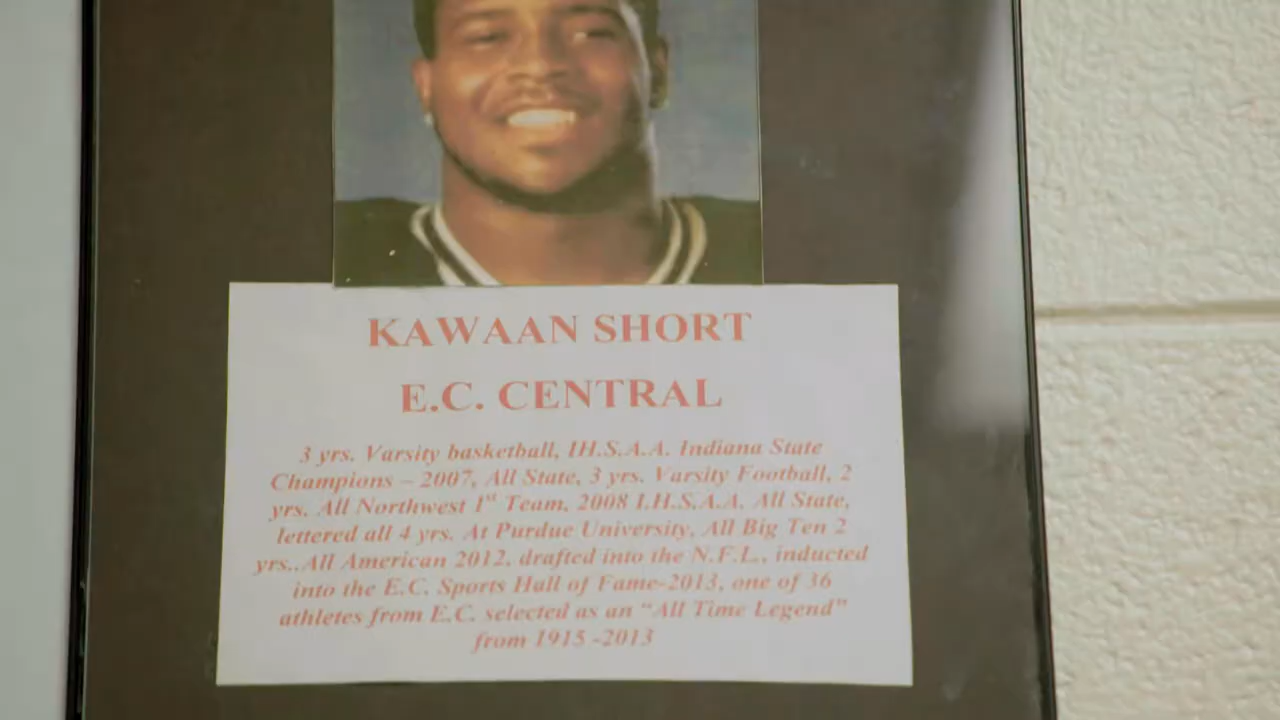 KAWAAN SHORT
E.C. CENTRAL
3 yrs. Varsity basketball, IH.S.A.A. Indiana State
Champions – 2007, All State, 3 yrs. Varsity Football, 2
yrs. All Northwest 1st Team, 2008 I.H.S.A.A. All State,
lettered all 4 yrs. At Purdue University, All Big Ten 2
yrs..All American 2012, drafted into the N.F.L., inducted
into the E.C. Sports Hall of Fame-2013, one of 36
athletes from E.C. selected as an “All Time Legend”
from 1915 -2013